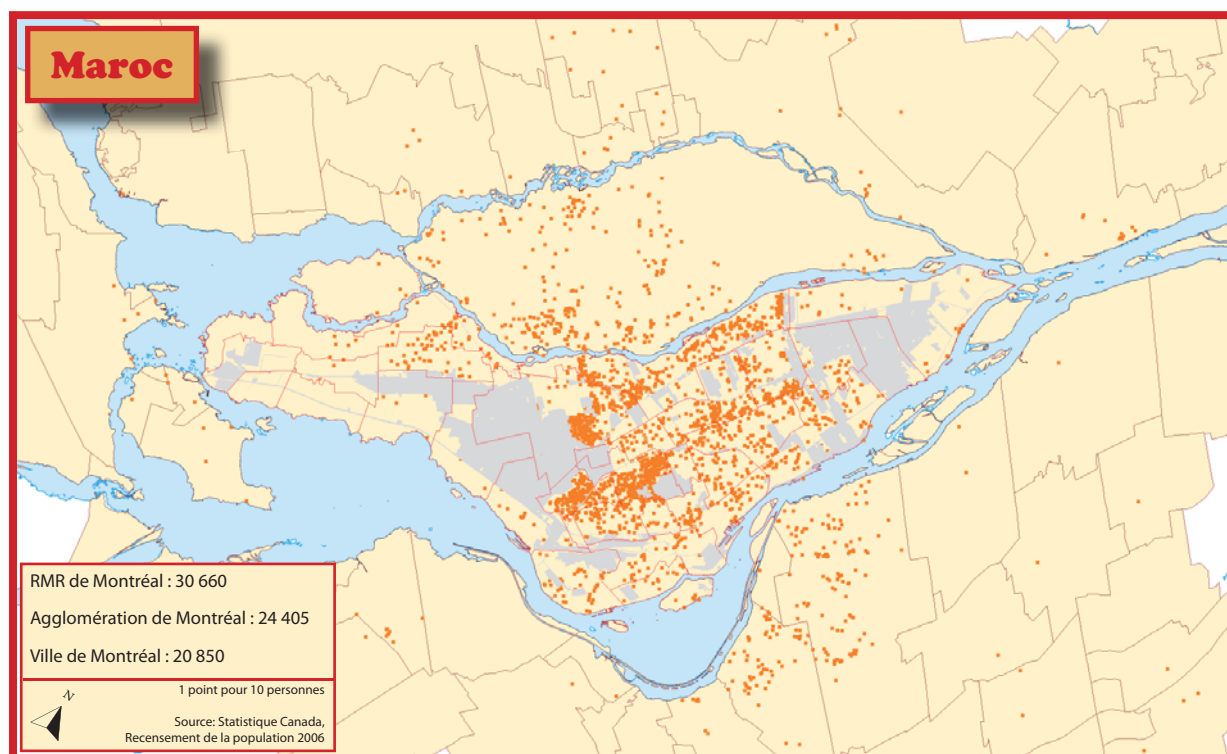 Maroc
RMR de Montréal : 30 660
Agglomération de Montréal : 24 405
Ville de Montréal : 20 850
N
1 point pour 10 personnes
Source: Statistique Canada,
Recensement de la population 2006